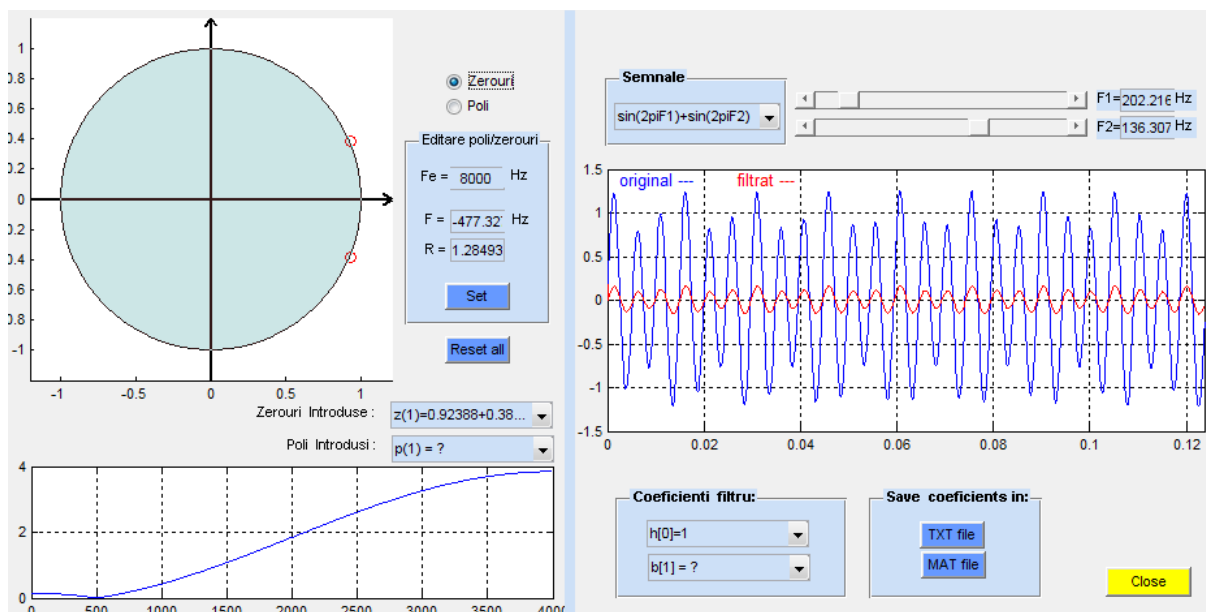 1
0.8
0.6
0.4
0.2
0
0.2
0.4
0.6
0.8
-1
-1
-0.5
0
0.5
1
Zerouri
Poli
Editare poli/zerouri
Fe = 8000 Hz
F = -477.32 Hz
R = 1.28493
Set
Reset all
Zerouri Introduse : z(1)=0.92388+0.38...
Poli Introdusi : p(1) = ?
4
2
0
0 500 1000 1500 2000 2500 3000 3500 4000
Semnale
sin(2piF1)+sin(2piF2)
F1= 202.216 Hz
F2= 136.307 Hz
original --- filtrat ---
1.5
1
0.5
0
-0.5
-1
-1.5
0 0.02 0.04 0.06 0.08 0.1 0.12
Coeficienti filtru:
h[0]=1
b[1] = ?
Save coeficients in:
TXT file
MAT file
Close